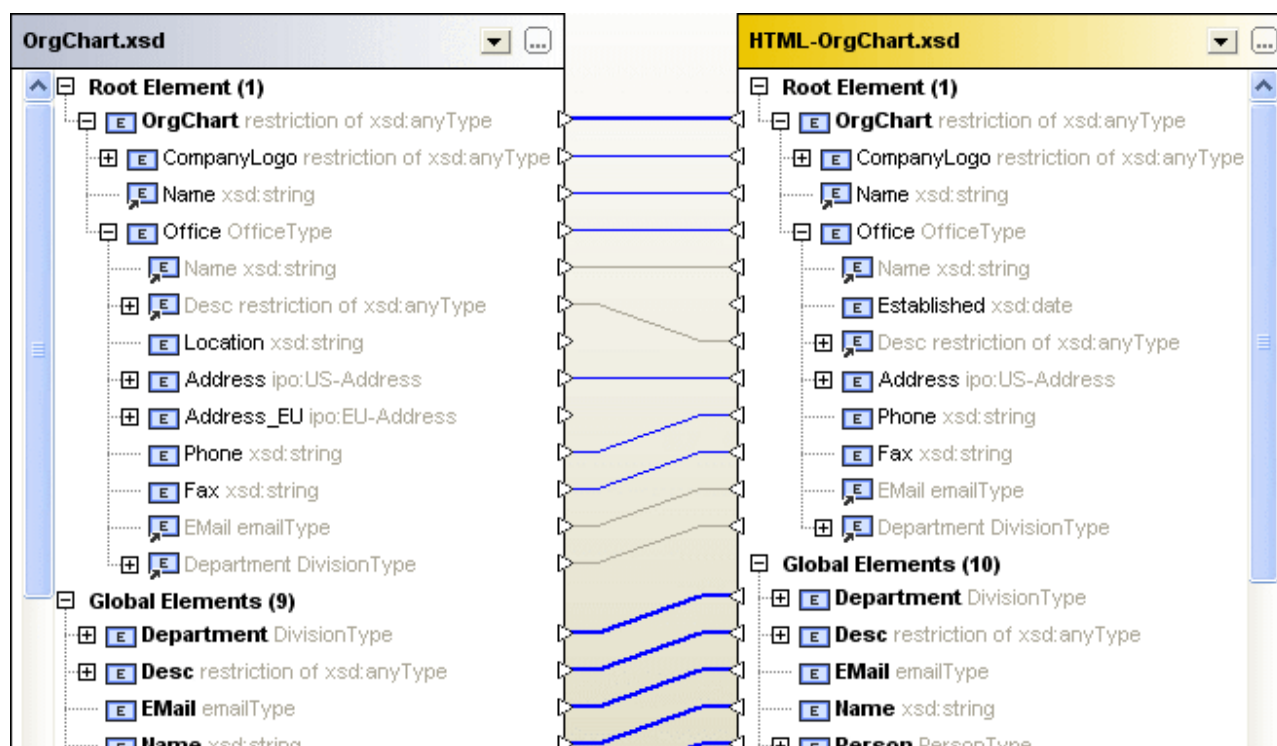 OrgChart.xsd
...
Root Element (1)
E OrgChart restriction of xsd:anyType
E CompanyLogo restriction of xsd:anyType
E Name xsd:string
E Office OfficeType
E Name xsd:string
E Desc restriction of xsd:anyType
E Location xsd:string
E Address ipo:US-Address
E Address_EU ipo:EU-Address
E Phone xsd:string
E Fax xsd:string
E EMail emailType
E Department DivisionType
Global Elements (9)
E Department DivisionType
E Desc restriction of xsd:anyType
E EMail emailType
E Name xsd:string
HTML-OrgChart.xsd
...
Root Element (1)
E OrgChart restriction of xsd:anyType
E CompanyLogo restriction of xsd:anyType
E Name xsd:string
E Office OfficeType
E Name xsd:string
E Established xsd:date
E Desc restriction of xsd:anyType
E Address ipo:US-Address
E Phone xsd:string
E Fax xsd:string
E EMail emailType
E Department DivisionType
Global Elements (10)
E Department DivisionType
E Desc restriction of xsd:anyType
E EMail emailType
E Name xsd:string
E Person PersonType